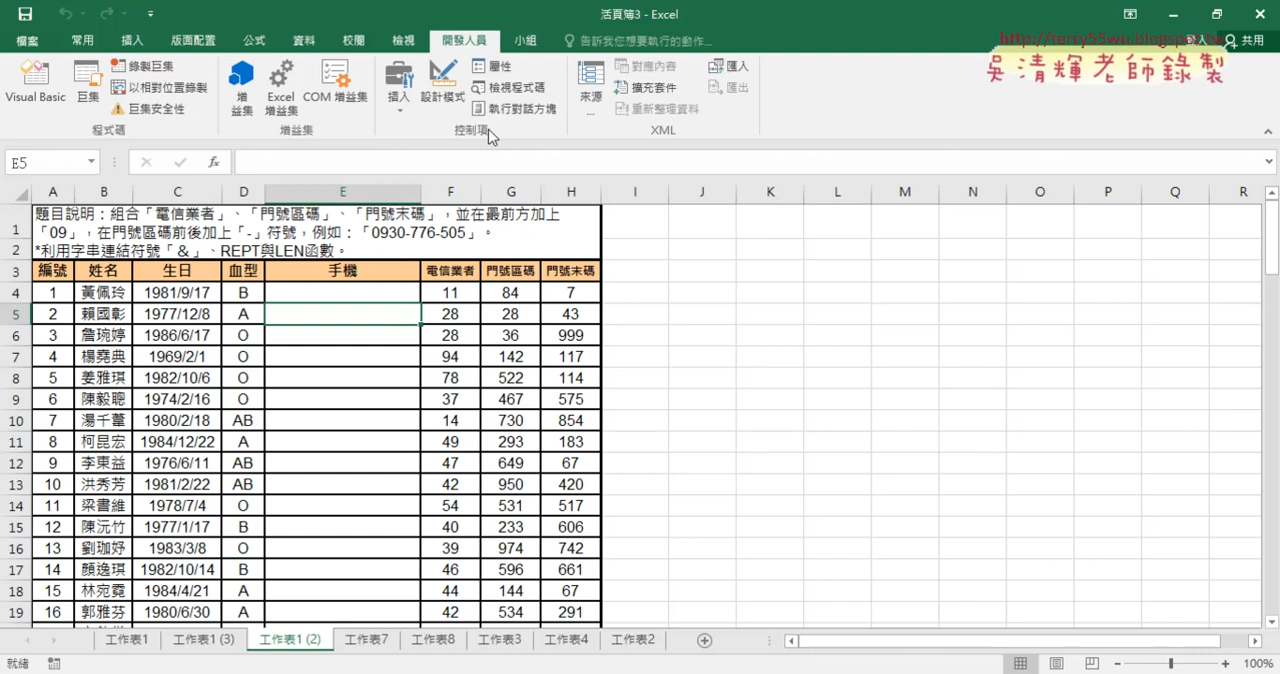 活頁簿3 - Excel
http://terry55wu.blogspot.tw
吳清輝老師錄製
檔案 常用 插入 版面配置 公式 資料 校閱 檢視 開發人員 小組 告訴我您想要執行的動作... 登入 共用
Visual Basic 巨集 錄製巨集 以相對位置錄製 巨集安全性 程式碼
增益集 Excel 增益集 COM 增益集 增益集
插入 設計模式 屬性 檢視程式碼 執行對話方塊 控制項
來源... 對應內容 擴充套件 重新整理資料 匯入 匯出 XML
E5 fx
A B C D E F G H I J K L M N O P Q R
1 題目說明：組合「電信業者」、「門號區碼」、「門號末碼」，並在最前方加上
「09」，在門號區碼前後加上「-」符號，例如：「0930-776-505」。
2 *利用字串連結符號「&」、REPT與LEN函數。
3 編號 姓名 生日 血型 手機 電信業者 門號區碼 門號末碼
4 1 黃佩玲 1981/9/17 B 11 84 7
5 2 賴國彰 1977/12/8 A 28 28 43
6 3 詹琬婷 1986/6/17 O 28 36 999
7 4 楊堯典 1969/2/1 O 94 142 117
8 5 姜雅琪 1982/10/6 O 78 522 114
9 6 陳毅聰 1974/2/16 O 37 467 575
10 7 湯千葦 1980/2/18 AB 14 730 854
11 8 柯昆宏 1984/12/22 A 49 293 183
12 9 李東益 1976/6/11 AB 47 649 67
13 10 洪秀芳 1981/2/22 AB 42 950 420
14 11 梁書維 1978/7/4 O 54 531 517
15 12 陳沅竹 1977/1/17 B 40 233 606
16 13 劉珈妤 1983/3/8 O 39 974 742
17 14 顏逸琪 1982/10/14 B 46 596 661
18 15 林宛霓 1984/4/21 A 44 144 67
19 16 郭雅芬 1980/6/30 A 42 534 291
工作表1 工作表1 (3) 工作表1 (2) 工作表7 工作表8 工作表3 工作表4 工作表2
就緒 100%